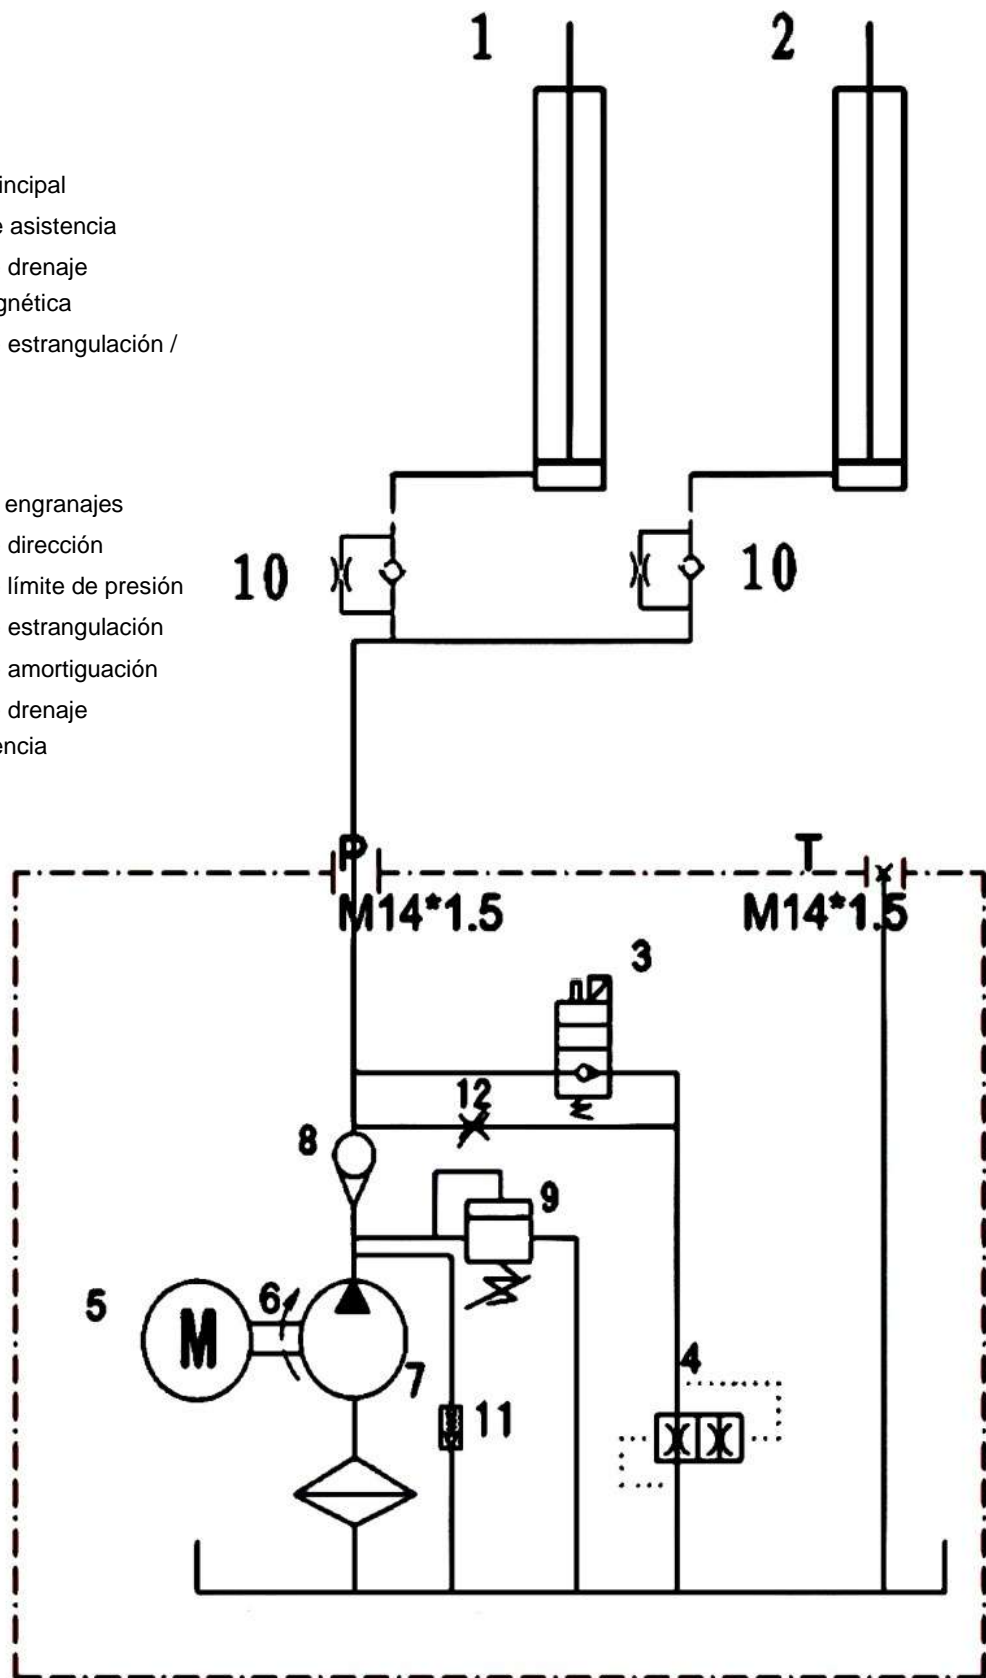 1 2
incipal
e asistencia
drenaje
gnética
estrangulación /
engranajes
dirección
10 10
límite de presión
estrangulación
amortiguación
drenaje
encia
P T
M14*1.5 M14*1.5
3
12
8
9
5 6
M
7
4
11